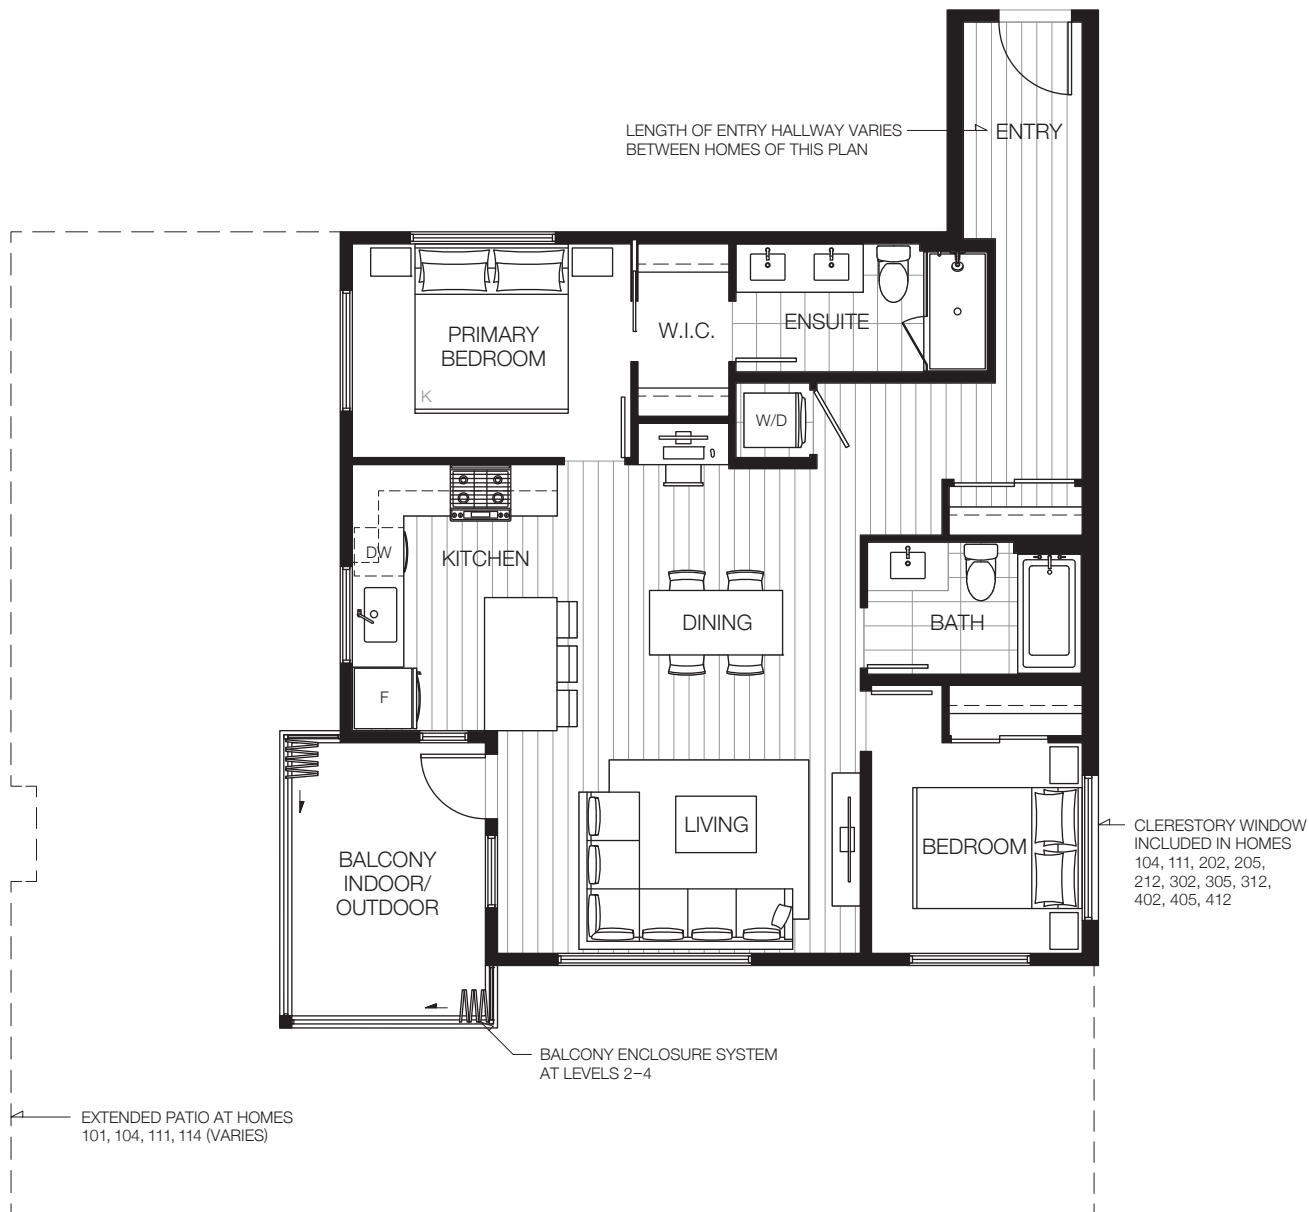 LENGTH OF ENTRY HALLWAY VARIES
BETWEEN HOMES OF THIS PLAN
ENTRY
PRIMARY
BEDROOM
K
W.I.C.
ENSUITE
W/D
DW
KITCHEN
F
DINING
BATH
LIVING
BEDROOM
CLERESTORY WINDOW
INCLUDED IN HOMES
104, 111, 202, 205,
212, 302, 305, 312,
402, 405, 412
BALCONY
INDOOR/
OUTDOOR
BALCONY ENCLOSURE SYSTEM
AT LEVELS 2–4
EXTENDED PATIO AT HOMES
101, 104, 111, 114 (VARIES)